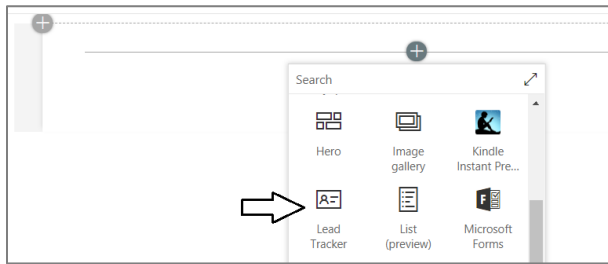 Search
Hero
Image
gallery
Kindle
Instant Pre...
Lead
Tracker
List
(preview)
Microsoft
Forms